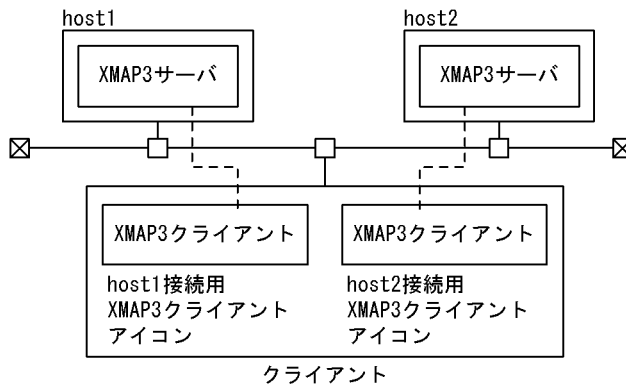 host1
host2
XMAP3サーバ
XMAP3サーバ
XMAP3クライアント
XMAP3クライアント
host1接続用
XMAP3クライアント
アイコン
host2接続用
XMAP3クライアント
アイコン
クライアント